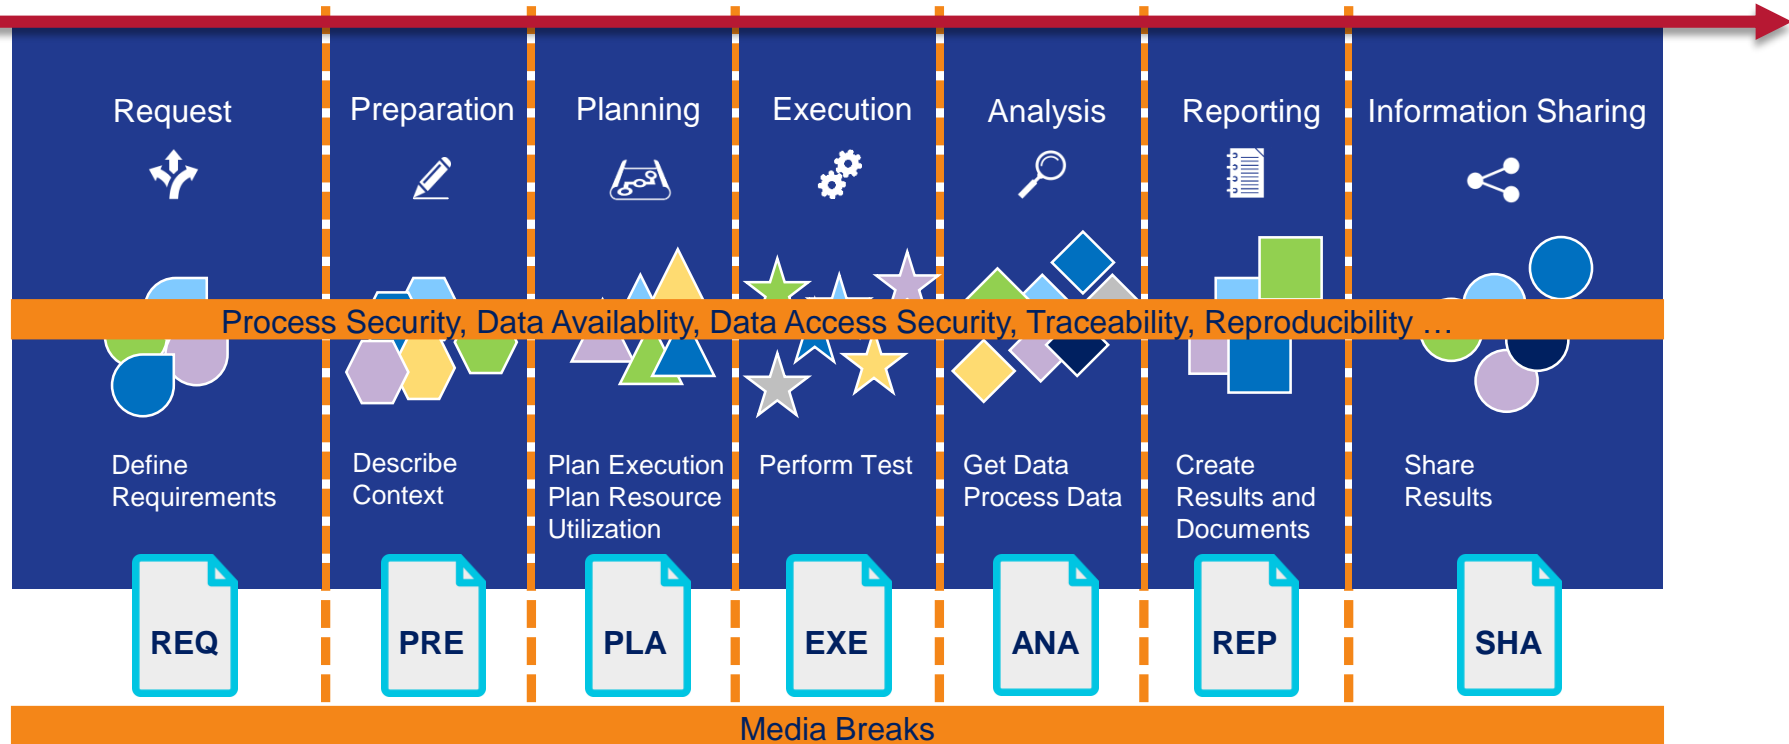 Request
Preparation
Planning
Execution
Analysis
Reporting
Information Sharing
Process Security, Data Availablity, Data Access Security, Traceability, Reproducibility …
Define
Requirements
Describe
Context
Plan Execution
Plan Resource
Utilization
Perform Test
Get Data
Process Data
Create
Results and
Documents
Share
Results
REQ
PRE
PLA
EXE
ANA
REP
SHA
Media Breaks